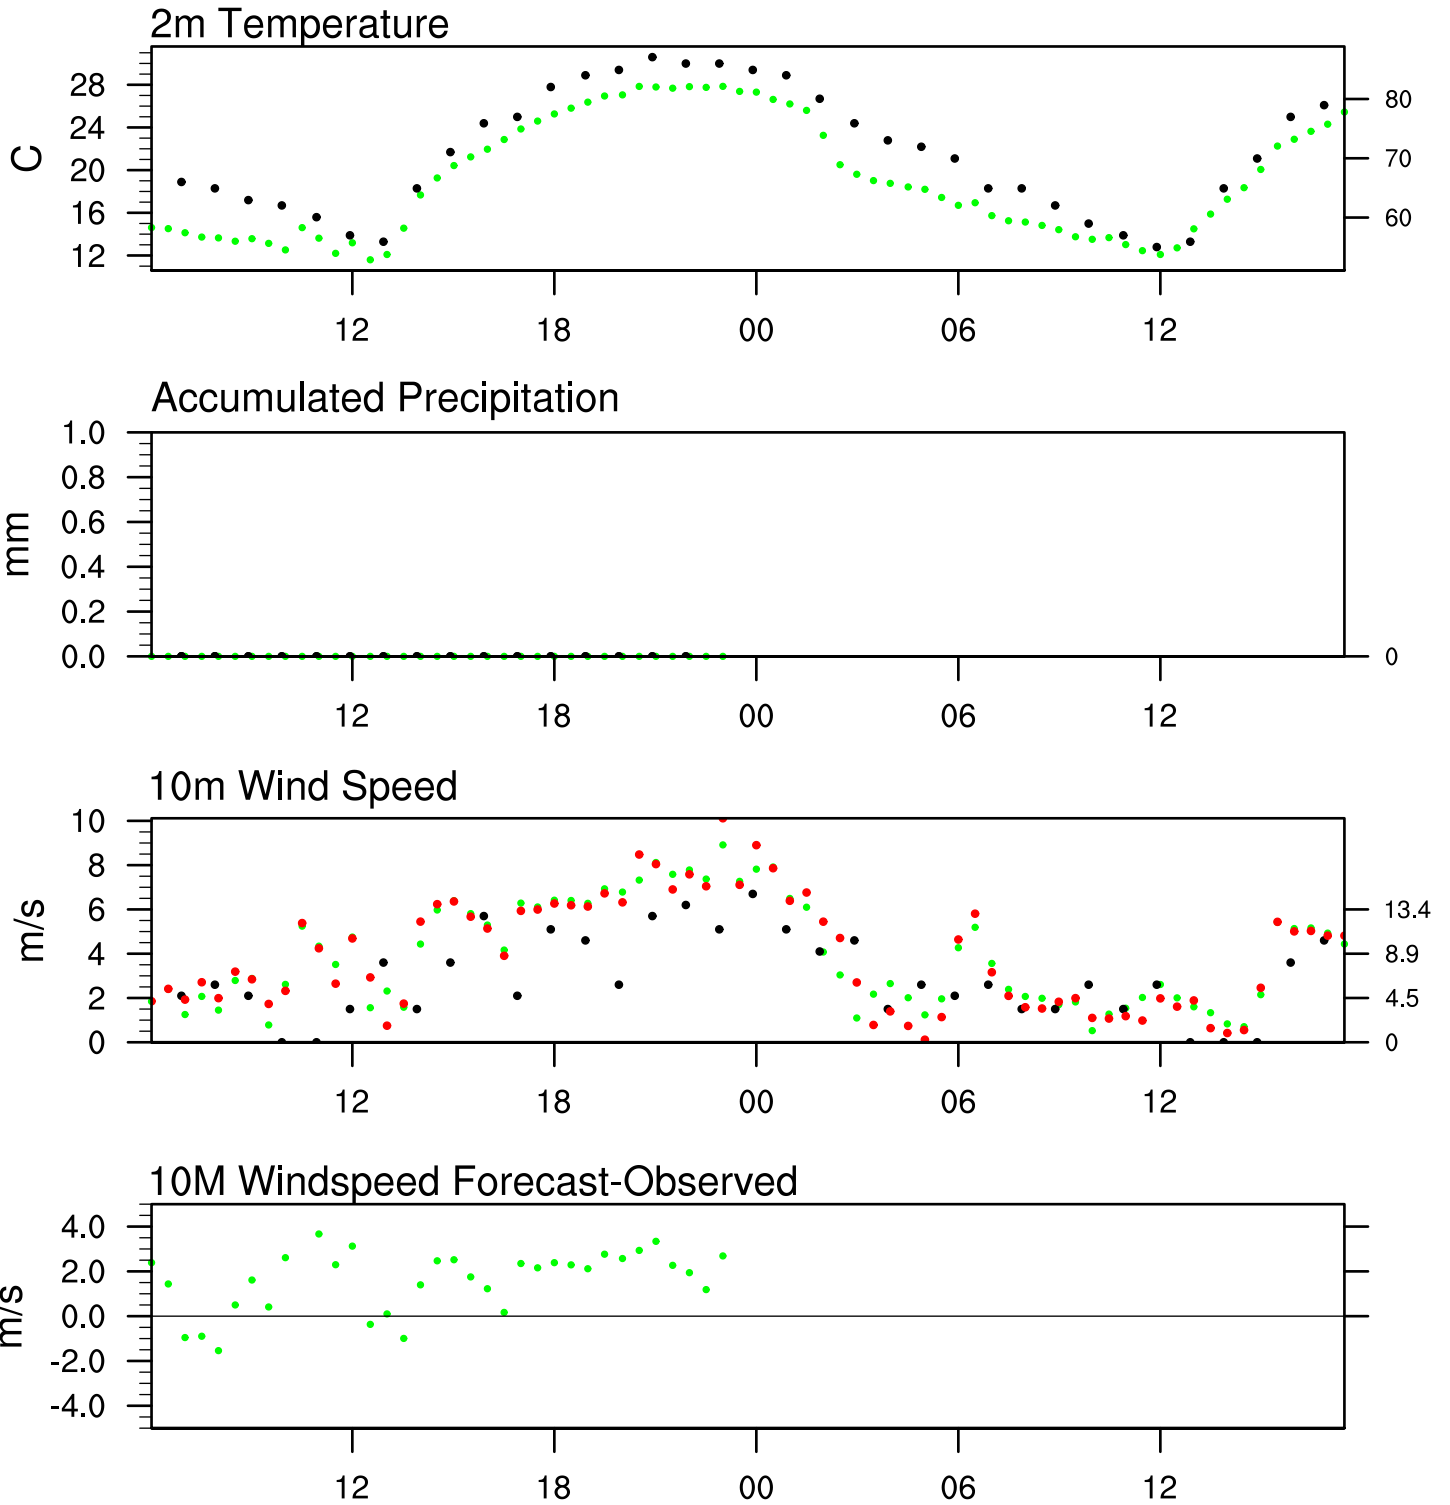 2m Temperature
28
24
20
16
12
C
80
70
60
12 18 00 06 12
Accumulated Precipitation
1.0
0.8
0.6
0.4
0.2
0.0
mm
0
12 18 00 06 12
10m Wind Speed
10
8
6
4
2
0
m/s
13.4
8.9
4.5
0
12 18 00 06 12
10M Windspeed Forecast-Observed
4.0
2.0
0.0
-2.0
-4.0
m/s
12 18 00 06 12